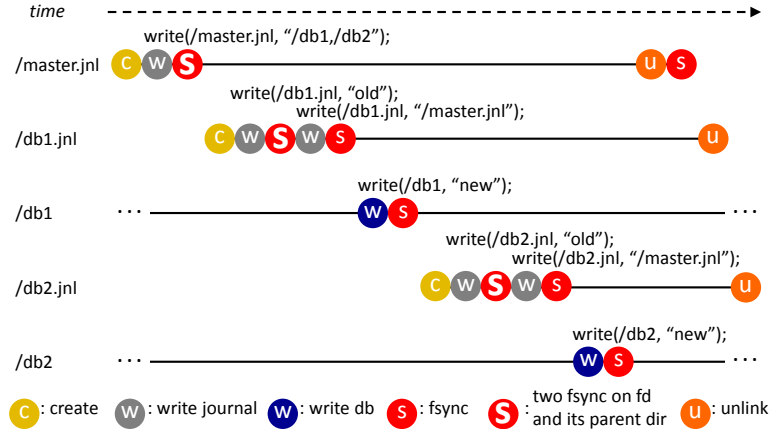 time
write(/master.jnl, “/db1,/db2”);
/master.jnl C W S U S
write(/db1.jnl, “old”);
write(/db1.jnl, “/master.jnl”);
/db1.jnl C W S W S U
write(/db1, “new”);
/db1 ... W S ...
write(/db2.jnl, “old”);
write(/db2.jnl, “/master.jnl”);
/db2.jnl C W S W S U
write(/db2, “new”);
/db2 ... W S ...
C : create W : write journal W : write db S : fsync S : two fsync on fd
and its parent dir U : unlink